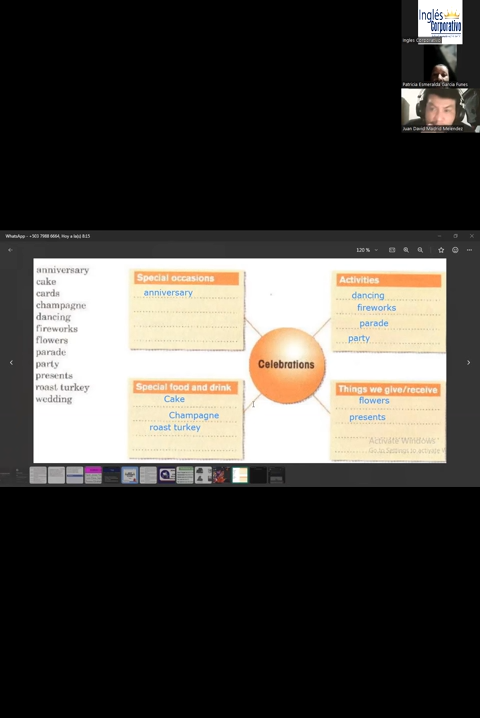 Inglés
Corporativo
Inglés Corporativo
Patricia Esmeralda Garcia Funes
Juan David Madrid Meléndez
WhatsApp - +503 7988 6664, Hoy a la(s) 8:15
120 %
anniversary
cake
cards
champagne
dancing
fireworks
flowers
parade
party
presents
roast turkey
wedding
Special occasions
anniversary
Activities
dancing
fireworks
parade
party
Celebrations
Special food and drink
Cake
Champagne
roast turkey
Things we give/receive
flowers
presents
Activate Windows
Go to Settings to activate W